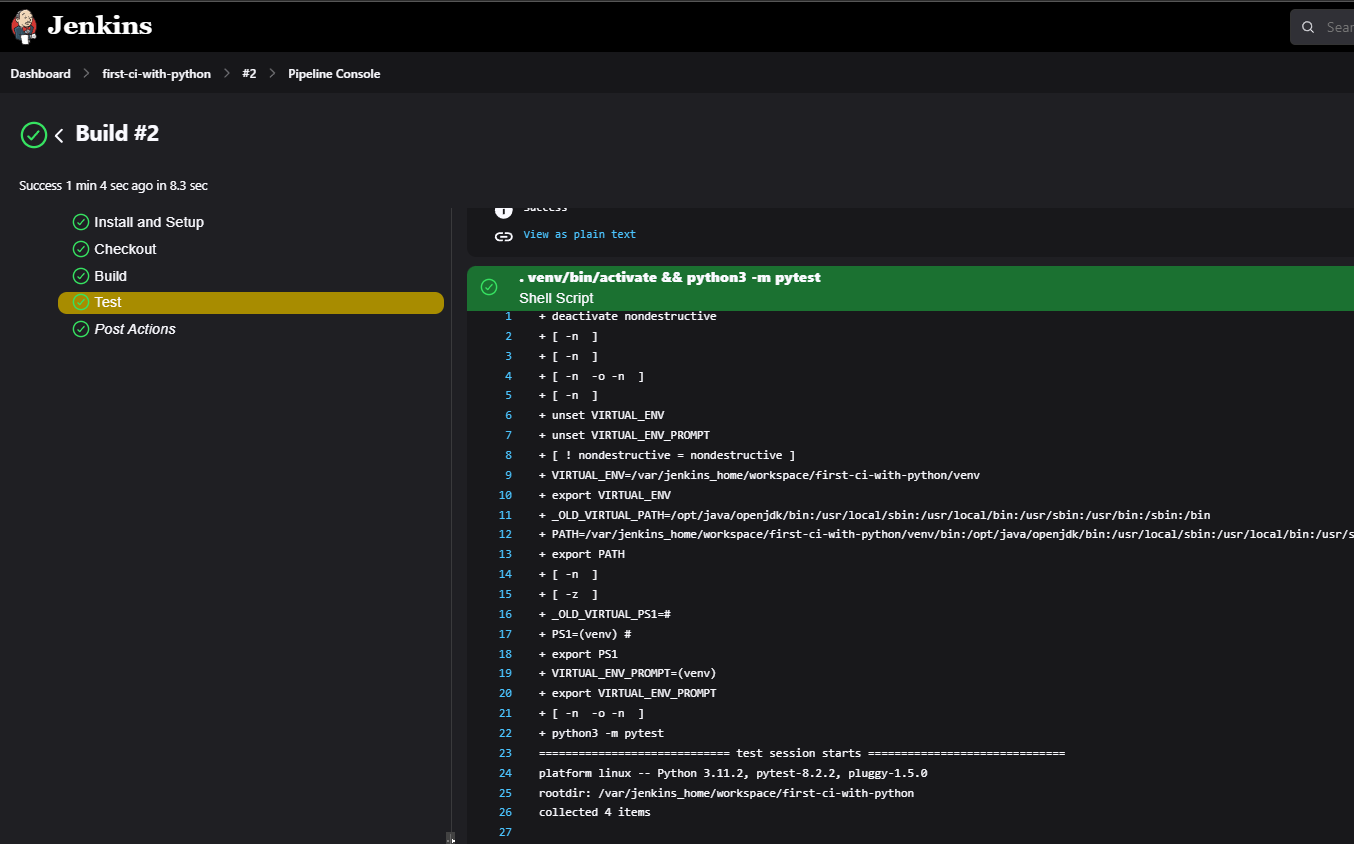 Jenkins
Sear
Dashboard > first-ci-with-python > #2 > Pipeline Console
Build #2
Success 1 min 4 sec ago in 8.3 sec
Install and Setup
Checkout
Build
Test
Post Actions
Success
View as plain text
. venv/bin/activate && python3 -m pytest
Shell Script
1 + deactivate nondestructive
2 + [ -n  ]
3 + [ -n  ]
4 + [ -n  -o -n  ]
5 + [ -n  ]
6 + unset VIRTUAL_ENV
7 + unset VIRTUAL_ENV_PROMPT
8 + [ ! nondestructive = nondestructive ]
9 + VIRTUAL_ENV=/var/jenkins_home/workspace/first-ci-with-python/venv
10 + export VIRTUAL_ENV
11 + _OLD_VIRTUAL_PATH=/opt/java/openjdk/bin:/usr/local/sbin:/usr/local/bin:/usr/sbin:/usr/bin:/sbin:/bin
12 + PATH=/var/jenkins_home/workspace/first-ci-with-python/venv/bin:/opt/java/openjdk/bin:/usr/local/sbin:/usr/local/bin:/usr/s
13 + export PATH
14 + [ -n  ]
15 + [ -z  ]
16 + _OLD_VIRTUAL_PS1=#
17 + PS1=(venv) #
18 + export PS1
19 + VIRTUAL_ENV_PROMPT=(venv)
20 + export VIRTUAL_ENV_PROMPT
21 + [ -n  -o -n  ]
22 + python3 -m pytest
23 ============================= test session starts ==============================
24 platform linux -- Python 3.11.2, pytest-8.2.2, pluggy-1.5.0
25 rootdir: /var/jenkins_home/workspace/first-ci-with-python
26 collected 4 items
27